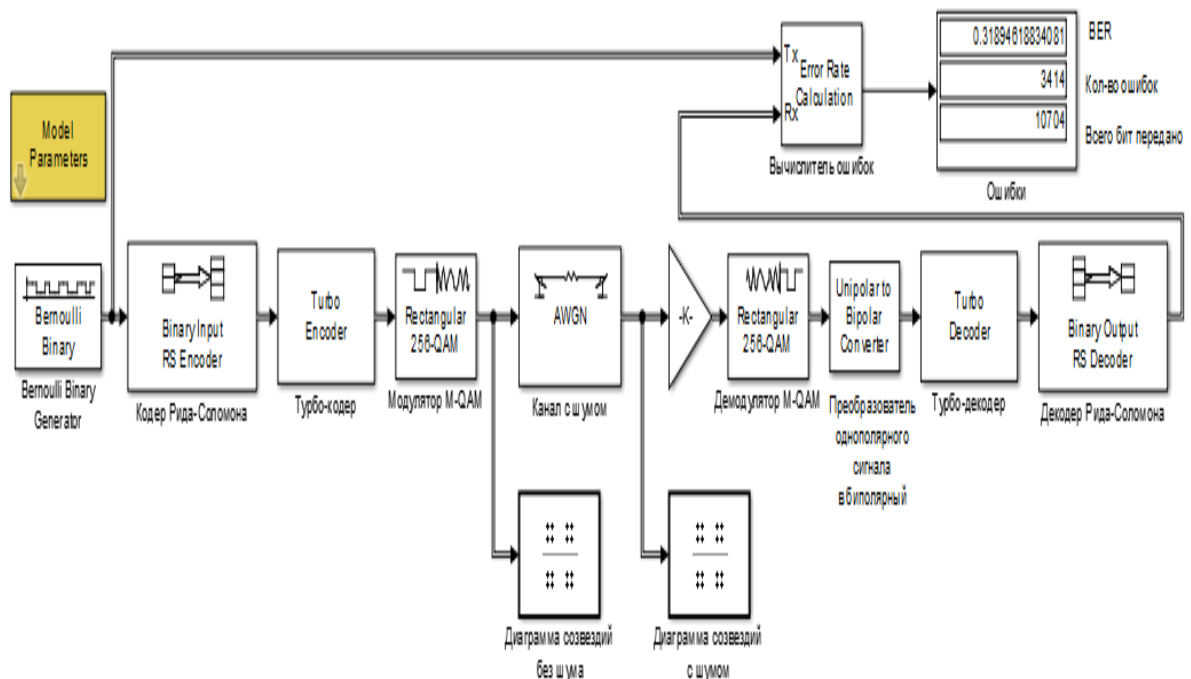 0.31894618834081
BER
3414
Кол-во ошибок
10704
Всего бит передано
Tx
Rx
Error Rate
Calculation
Вычислитель ошибок
Ошибки
Model
Parameters
Bernoulli
Binary
Bernoulli Binary
Generator
Binary Input
RS Encoder
Кодер Рида-Соломона
Turbo
Encoder
Турбо-кодер
Rectangular
256-QAM
Модулятор M-QAM
AWGN
Канал с шумом
-K-
Rectangular
256-QAM
Демодулятор M-QAM
Unipolar to
Bipolar
Converter
Преобразователь
однополярного
сигнала
в биполярный
Turbo
Decoder
Турбо-декодер
Binary Output
RS Decoder
Декодер Рида-Соломона
Диаграмма созвездий
без шума
Диаграмма созвездий
с шумом